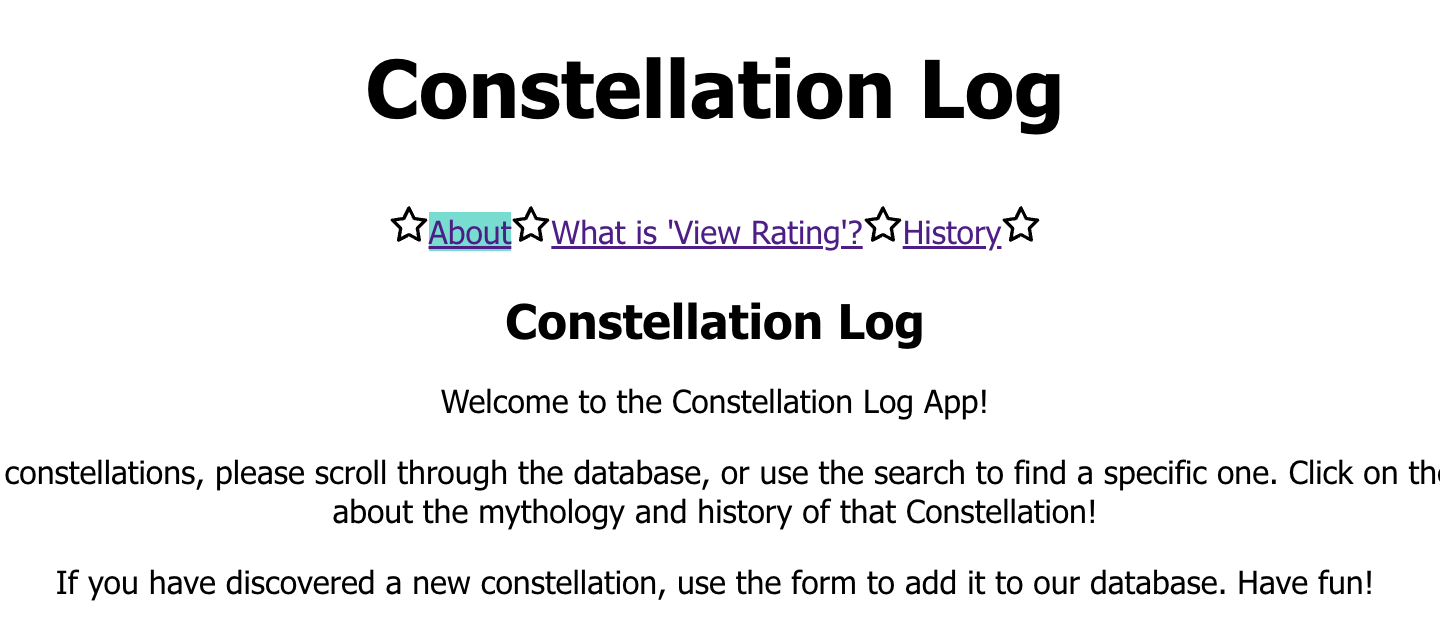 Constellation Log
About What is 'View Rating'? History
Constellation Log
Welcome to the Constellation Log App!
constellations, please scroll through the database, or use the search to find a specific one. Click on the
about the mythology and history of that Constellation!
If you have discovered a new constellation, use the form to add it to our database. Have fun!